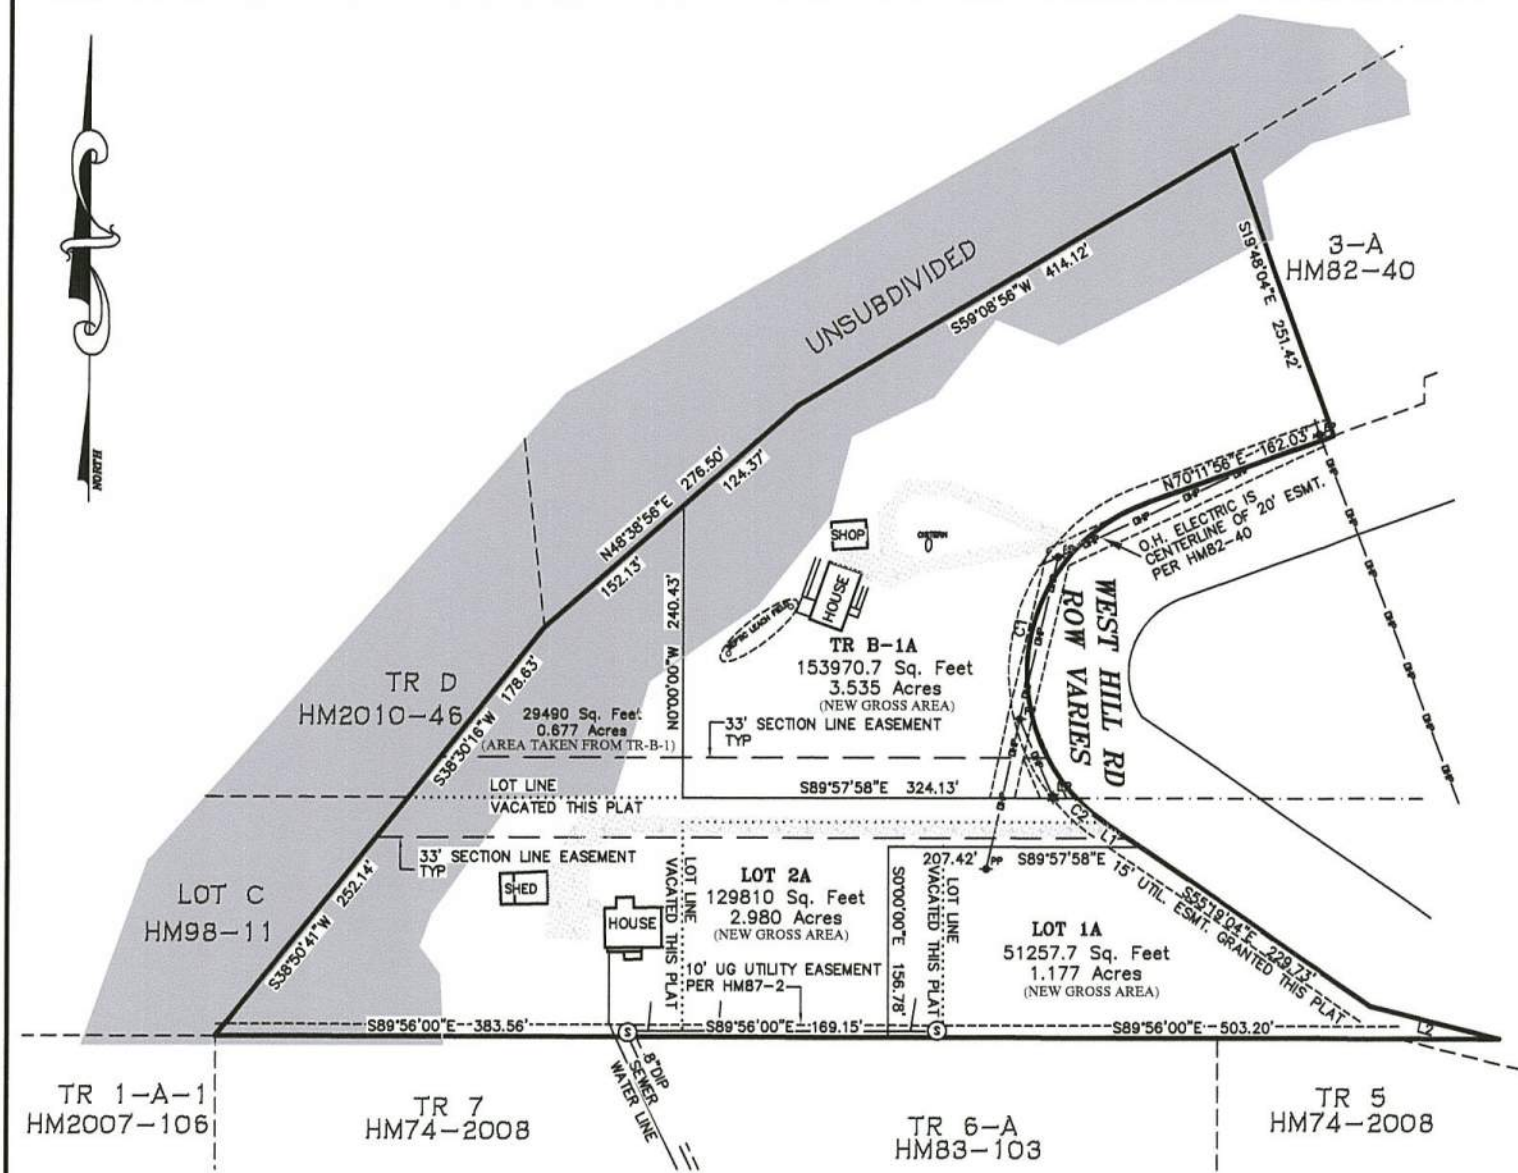 NORTH
UNSUBDIVIDED
S59°08'56"W 414.12'
S19°48'04"E 251.42'
3-A
HM82-40
N48°38'56"E 276.50'
124.37'
152.13'
N70°11'56"E 162.03'
OHP
O.H. ELECTRIC IS
CENTERLINE OF 20' ESMT.
PER HM82-40
SHOP
CISTERN
HOUSE
SEPTIC LEACH FIELD
WEST HILL RD
ROW VARIES
C1
TR B-1A
153970.7 Sq. Feet
3.535 Acres
(NEW GROSS AREA)
N0°00'00"W 240.43'
TR D
HM2010-46
S38°30'16"W 178.63'
29490 Sq. Feet
0.677 Acres
(AREA TAKEN FROM TR-B-1)
33' SECTION LINE EASEMENT
TYP
LOT LINE
VACATED THIS PLAT
S89°57'58"E 324.13'
C2
L1
33' SECTION LINE EASEMENT
TYP
LOT C
HM98-11
S38°50'41"W 252.14'
SHED
HOUSE
LOT LINE
VACATED THIS PLAT
LOT 2A
129810 Sq. Feet
2.980 Acres
(NEW GROSS AREA)
10' UG UTILITY EASEMENT
PER HM87-2
207.42'
PP
S89°57'58"E
S0°00'00"E 156.78'
LOT LINE
VACATED THIS PLAT
LOT 1A
51257.7 Sq. Feet
1.177 Acres
(NEW GROSS AREA)
S55°19'04"E 229.73'
15' UTIL. ESMT. GRANTED THIS PLAT
L2
S89°56'00"E 383.56'
S
S89°56'00"E 169.15'
S
S89°56'00"E 503.20'
8"DIP
SEWER
WATER LINE
TR 1-A-1
HM2007-106
TR 7
HM74-2008
TR 6-A
HM83-103
TR 5
HM74-2008